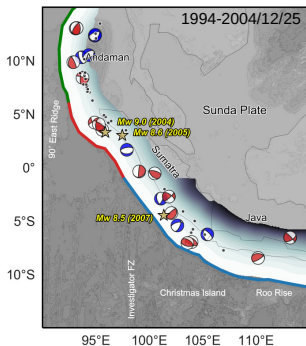 1994-2004/12/25
10°N
Andaman
Sunda Plate
5°N
Mw 9.0 (2004)
Mw 8.6 (2005)
90° East Ridge
Sumatra
0°
Mw 8.5 (2007)
Java
5°S
Investigator FZ
Christmas Island
Roo Rise
10°S
95°E
100°E
105°E
110°E